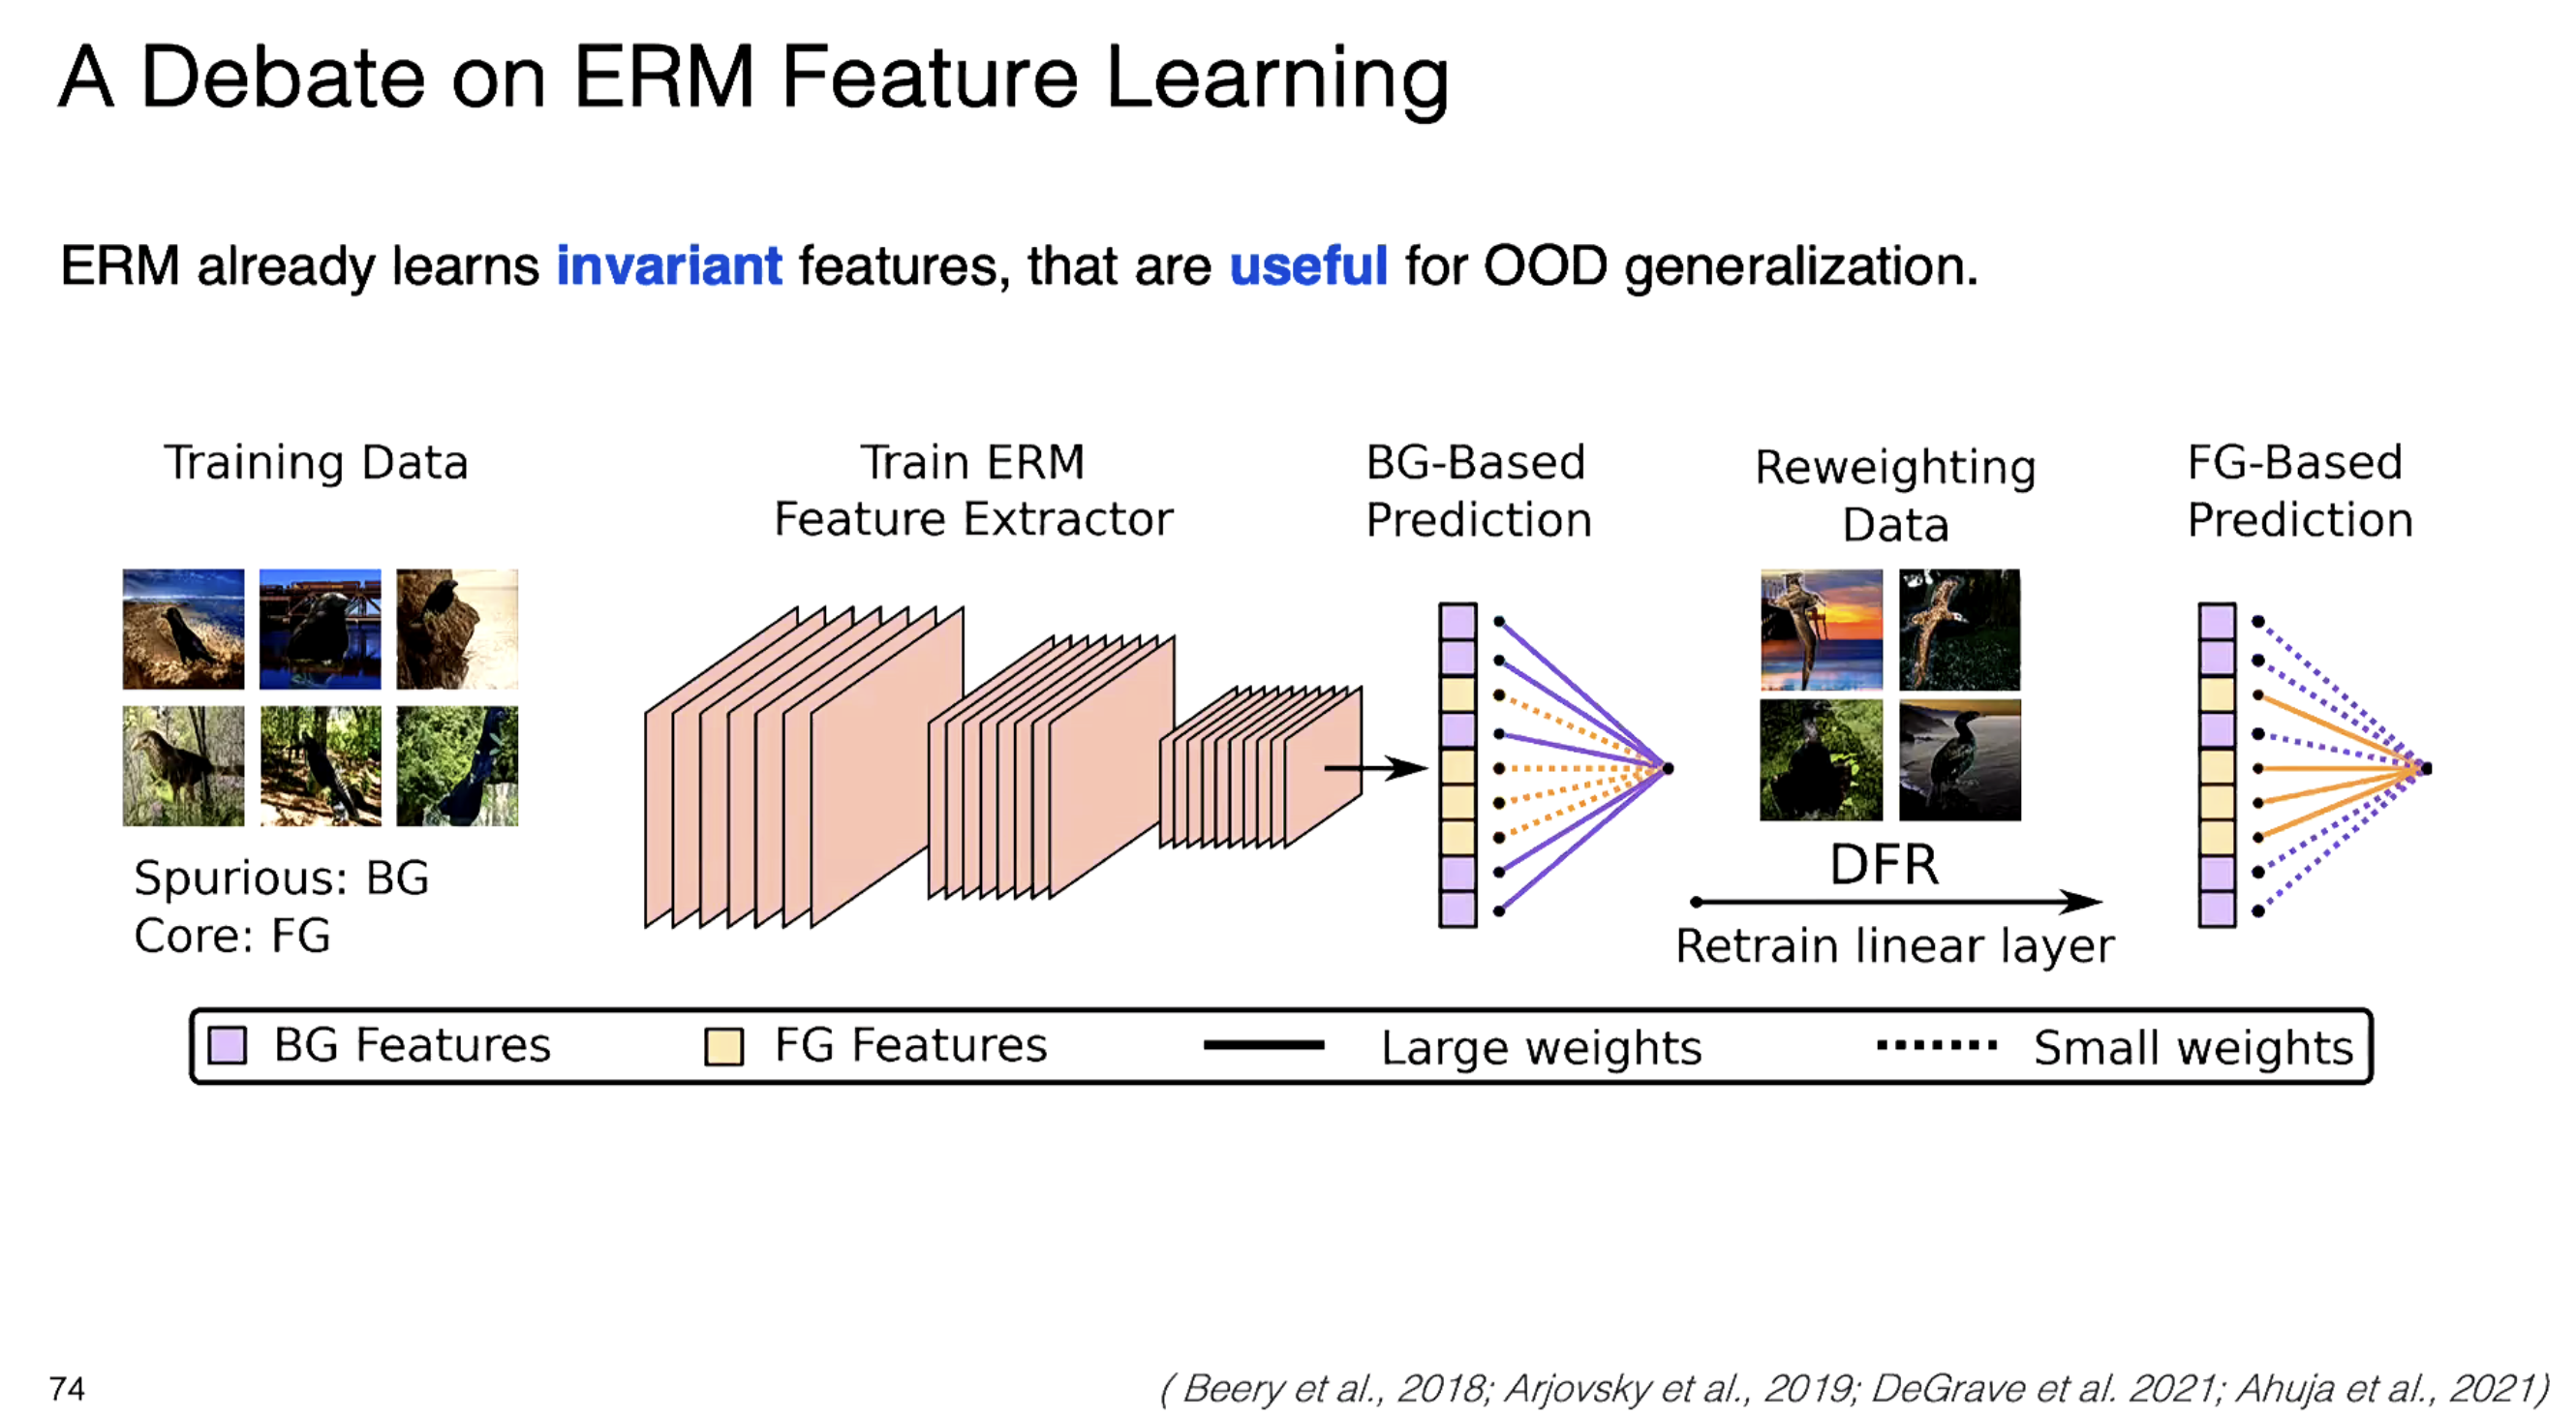 A Debate on ERM Feature Learning
ERM already learns invariant features, that are useful for OOD generalization.
Training Data
Spurious: BG
Core: FG
Train ERM
Feature Extractor
BG-Based
Prediction
Reweighting
Data
DFR
Retrain linear layer
FG-Based
Prediction
BG Features
FG Features
Large weights
Small weights
74
( Beery et al., 2018; Arjovsky et al., 2019; DeGrave et al. 2021; Ahuja et al., 2021)